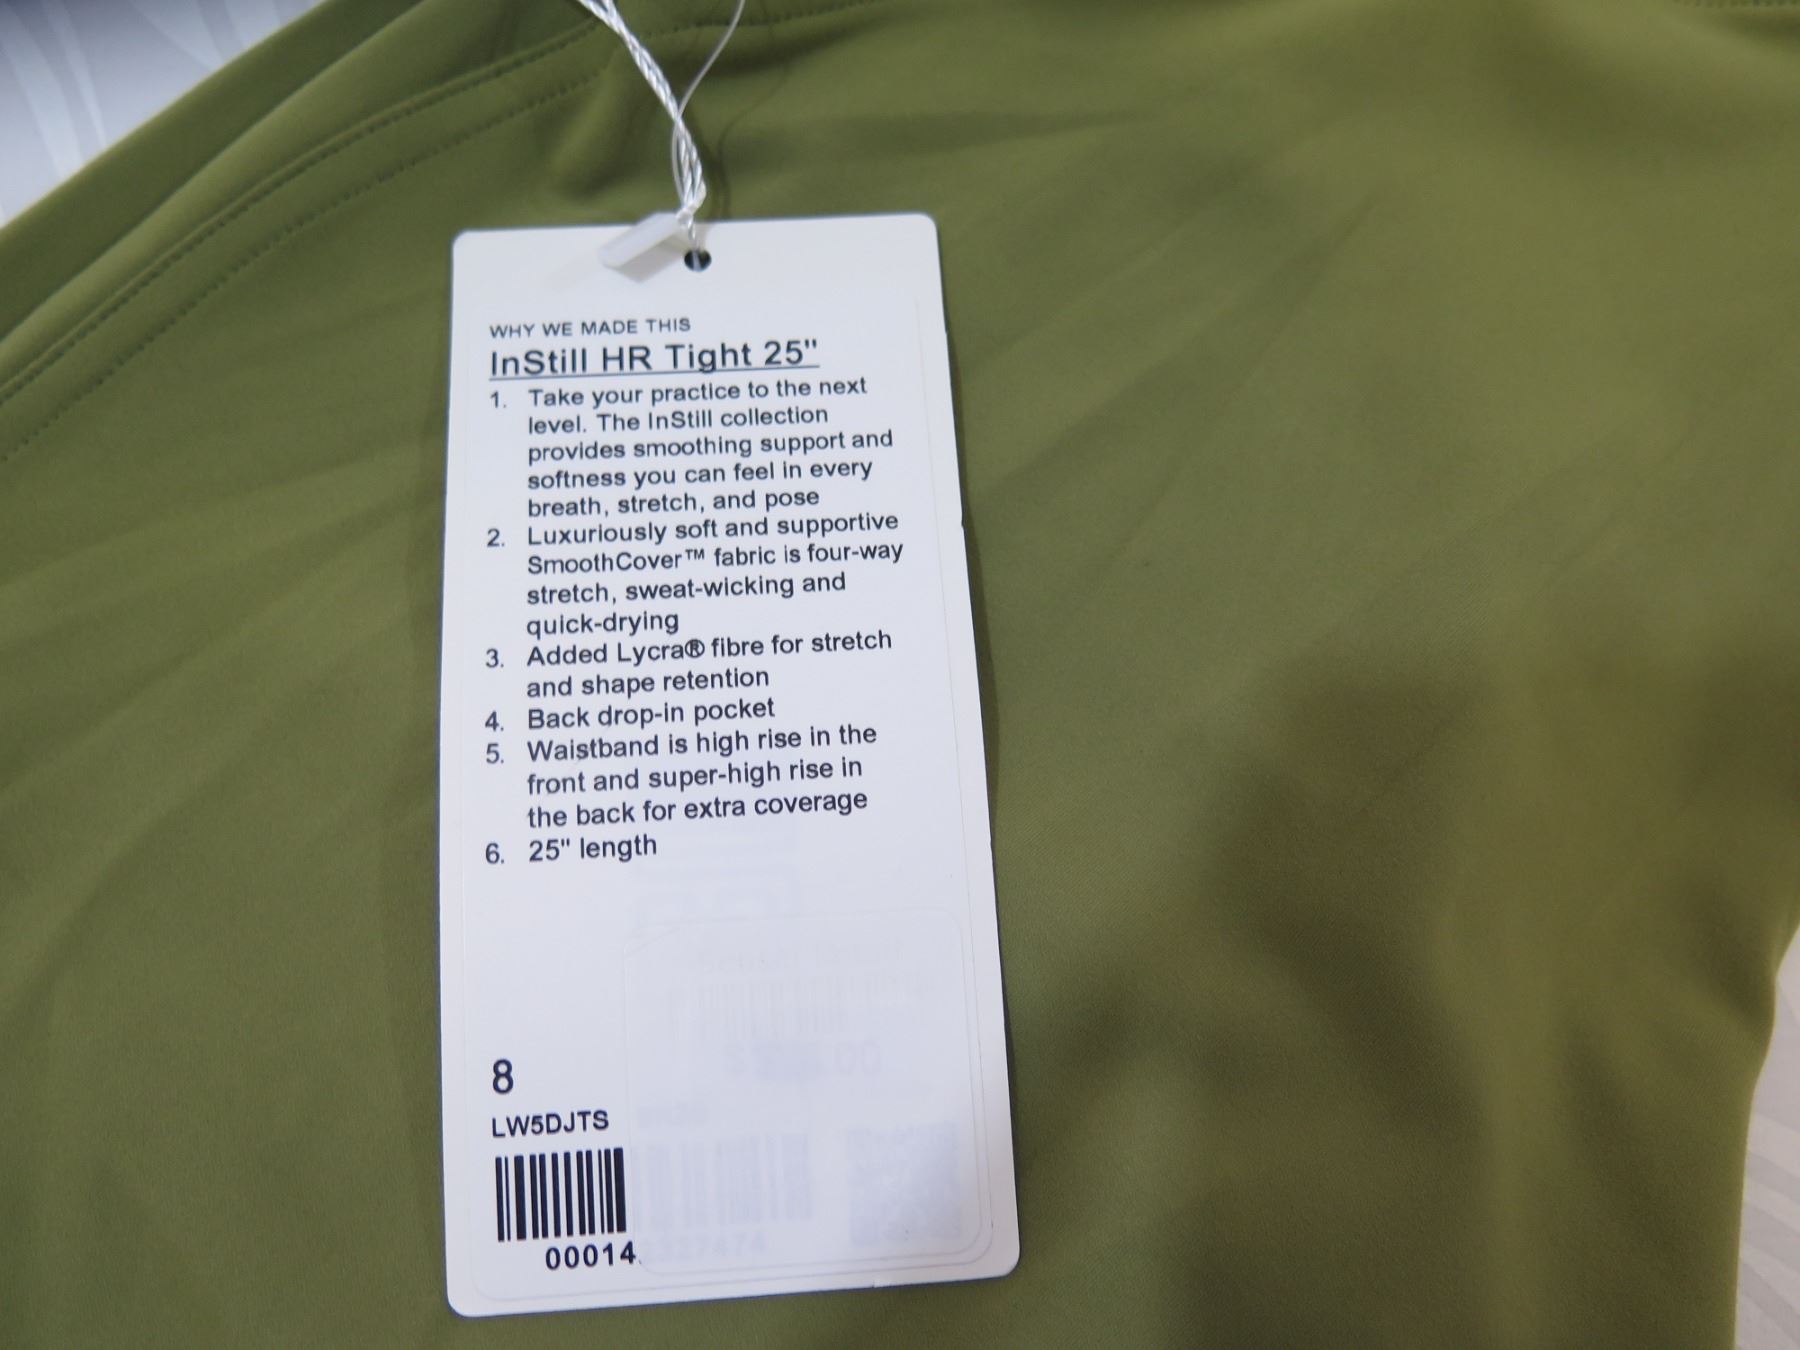 WHY WE MADE THIS
InStill HR Tight 25"
1. Take your practice to the next
level. The InStill collection
provides smoothing support and
softness you can feel in every
breath, stretch, and pose
2. Luxuriously soft and supportive
SmoothCover™ fabric is four-way
stretch, sweat-wicking and
quick-drying
3. Added Lycra® fibre for stretch
and shape retention
4. Back drop-in pocket
5. Waistband is high rise in the
front and super-high rise in
the back for extra coverage
6. 25" length
8
LW5DJTS
00014